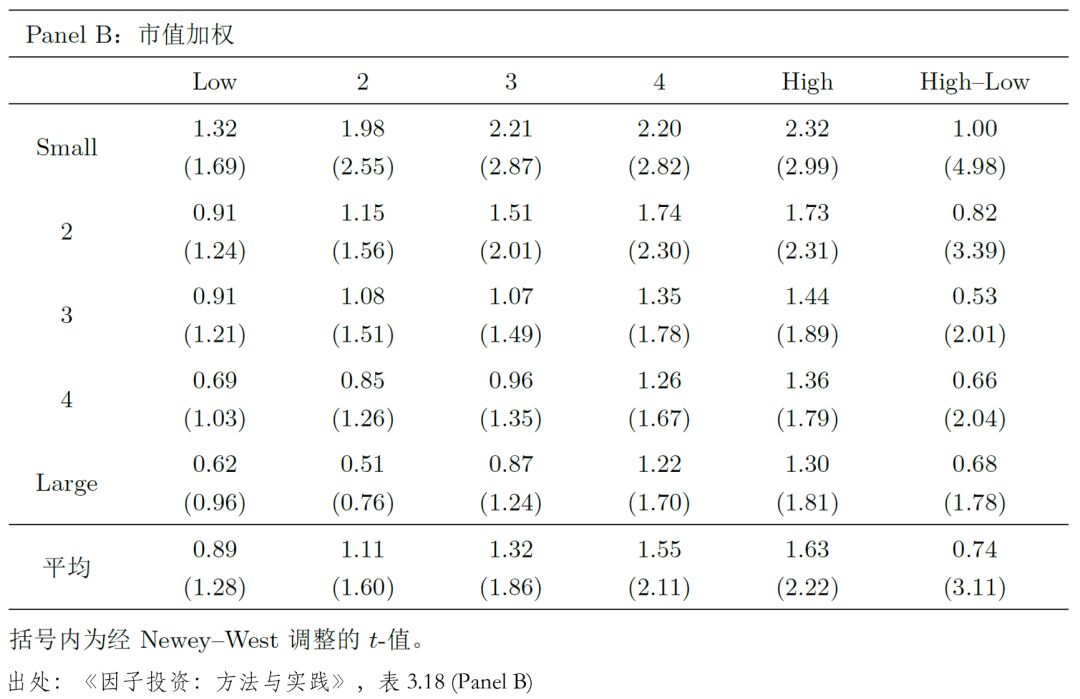 Panel B：市值加权
Low 2 3 4 High High–Low
Small 1.32 1.98 2.21 2.20 2.32 1.00
(1.69) (2.55) (2.87) (2.82) (2.99) (4.98)
2 0.91 1.15 1.51 1.74 1.73 0.82
(1.24) (1.56) (2.01) (2.30) (2.31) (3.39)
3 0.91 1.08 1.07 1.35 1.44 0.53
(1.21) (1.51) (1.49) (1.78) (1.89) (2.01)
4 0.69 0.85 0.96 1.26 1.36 0.66
(1.03) (1.26) (1.35) (1.67) (1.79) (2.04)
Large 0.62 0.51 0.87 1.22 1.30 0.68
(0.96) (0.76) (1.24) (1.70) (1.81) (1.78)
平均 0.89 1.11 1.32 1.55 1.63 0.74
(1.28) (1.60) (1.86) (2.11) (2.22) (3.11)
括号内为经 Newey–West 调整的 t-值。
出处：《因子投资：方法与实践》，表 3.18 (Panel B)